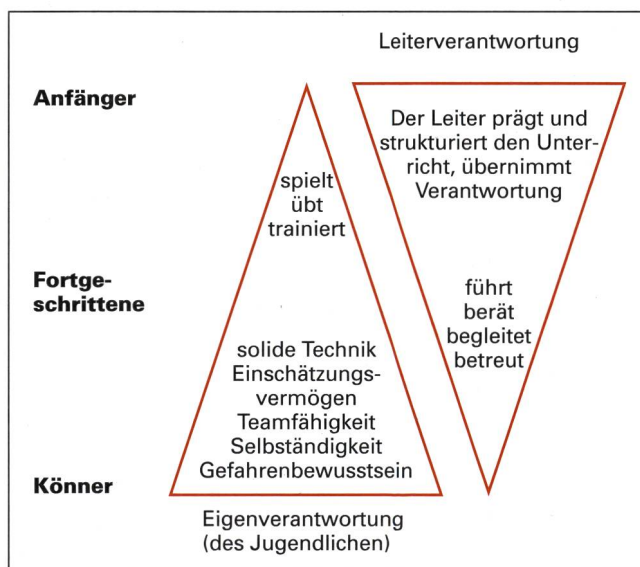 Leiterverantwortung
Anfänger
Der Leiter prägt und
strukturiert den Unter-
richt, übernimmt
Verantwortung
spielt
übt
trainiert
Fortge-
schrittene
führt
berät
begleitet
betreut
solide Technik
Einschätzungs-
vermögen
Teamfähigkeit
Selbständigkeit
Gefahrenbewusstsein
Könner
Eigenverantwortung
(des Jugendlichen)